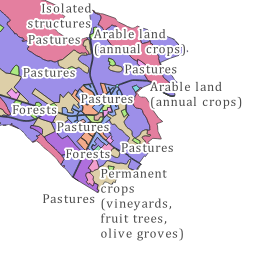 Isolated
structures
Pastures
Arable land
(annual crops)
Pastures
Pastures
Arable land
(annual crops)
Pastures
Forests
Pastures
Pastures
Forests
Permanent
crops
(vineyards,
fruit trees,
olive groves)
Pastures